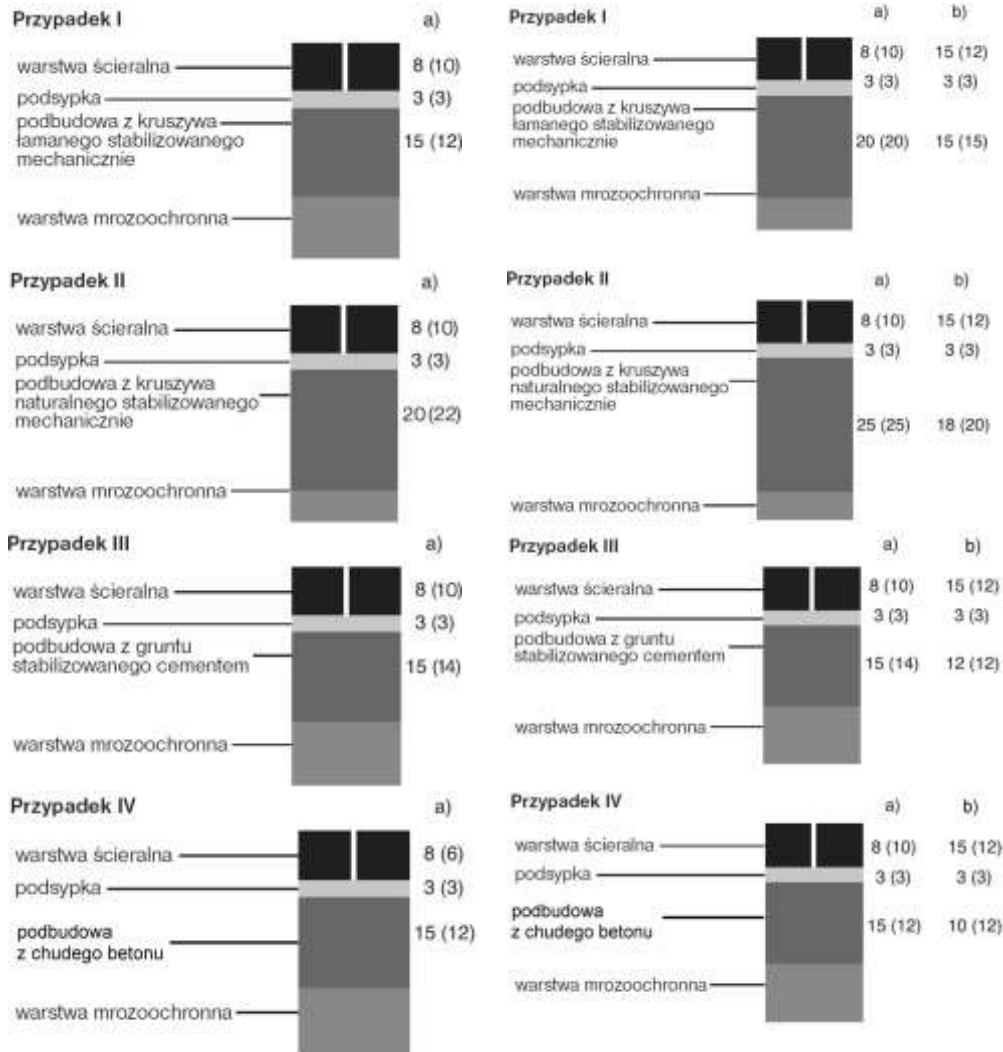 Przypadek I a)
warstwa ścieralna 8 (10)
podsypka 3 (3)
podbudowa z kruszywa
łamanego stabilizowanego 15 (12)
mechanicznie
warstwa mrozoochronna
Przypadek II a)
warstwa ścieralna 8 (10)
podsypka 3 (3)
podbudowa z kruszywa
naturalnego stabilizowanego
mechanicznie 20 (22)
warstwa mrozoochronna
Przypadek III a)
warstwa ścieralna 8 (10)
podsypka 3 (3)
podbudowa z gruntu
stabilizowanego cementem 15 (14)
warstwa mrozoochronna
Przypadek IV a)
warstwa ścieralna 8 (6)
podsypka 3 (3)
podbudowa 15 (12)
z chudego betonu
warstwa mrozoochronna
Przypadek I a) b)
warstwa ścieralna 8 (10) 15 (12)
podsypka 3 (3) 3 (3)
podbudowa z kruszywa
łamanego stabilizowanego
mechanicznie 20 (20) 15 (15)
warstwa mrozoochronna
Przypadek II a) b)
warstwa ścieralna 8 (10) 15 (12)
podsypka 3 (3) 3 (3)
podbudowa z kruszywa
naturalnego stabilizowanego
mechanicznie
25 (25) 18 (20)
warstwa mrozoochronna
Przypadek III a) b)
warstwa ścieralna 8 (10) 15 (12)
podsypka 3 (3) 3 (3)
podbudowa z gruntu
stabilizowanego cementem 15 (14) 12 (12)
warstwa mrozoochronna
Przypadek IV a) b)
warstwa ścieralna 8 (10) 15 (12)
podsypka 3 (3) 3 (3)
podbudowa
z chudego betonu 15 (12) 10 (12)
warstwa mrozoochronna